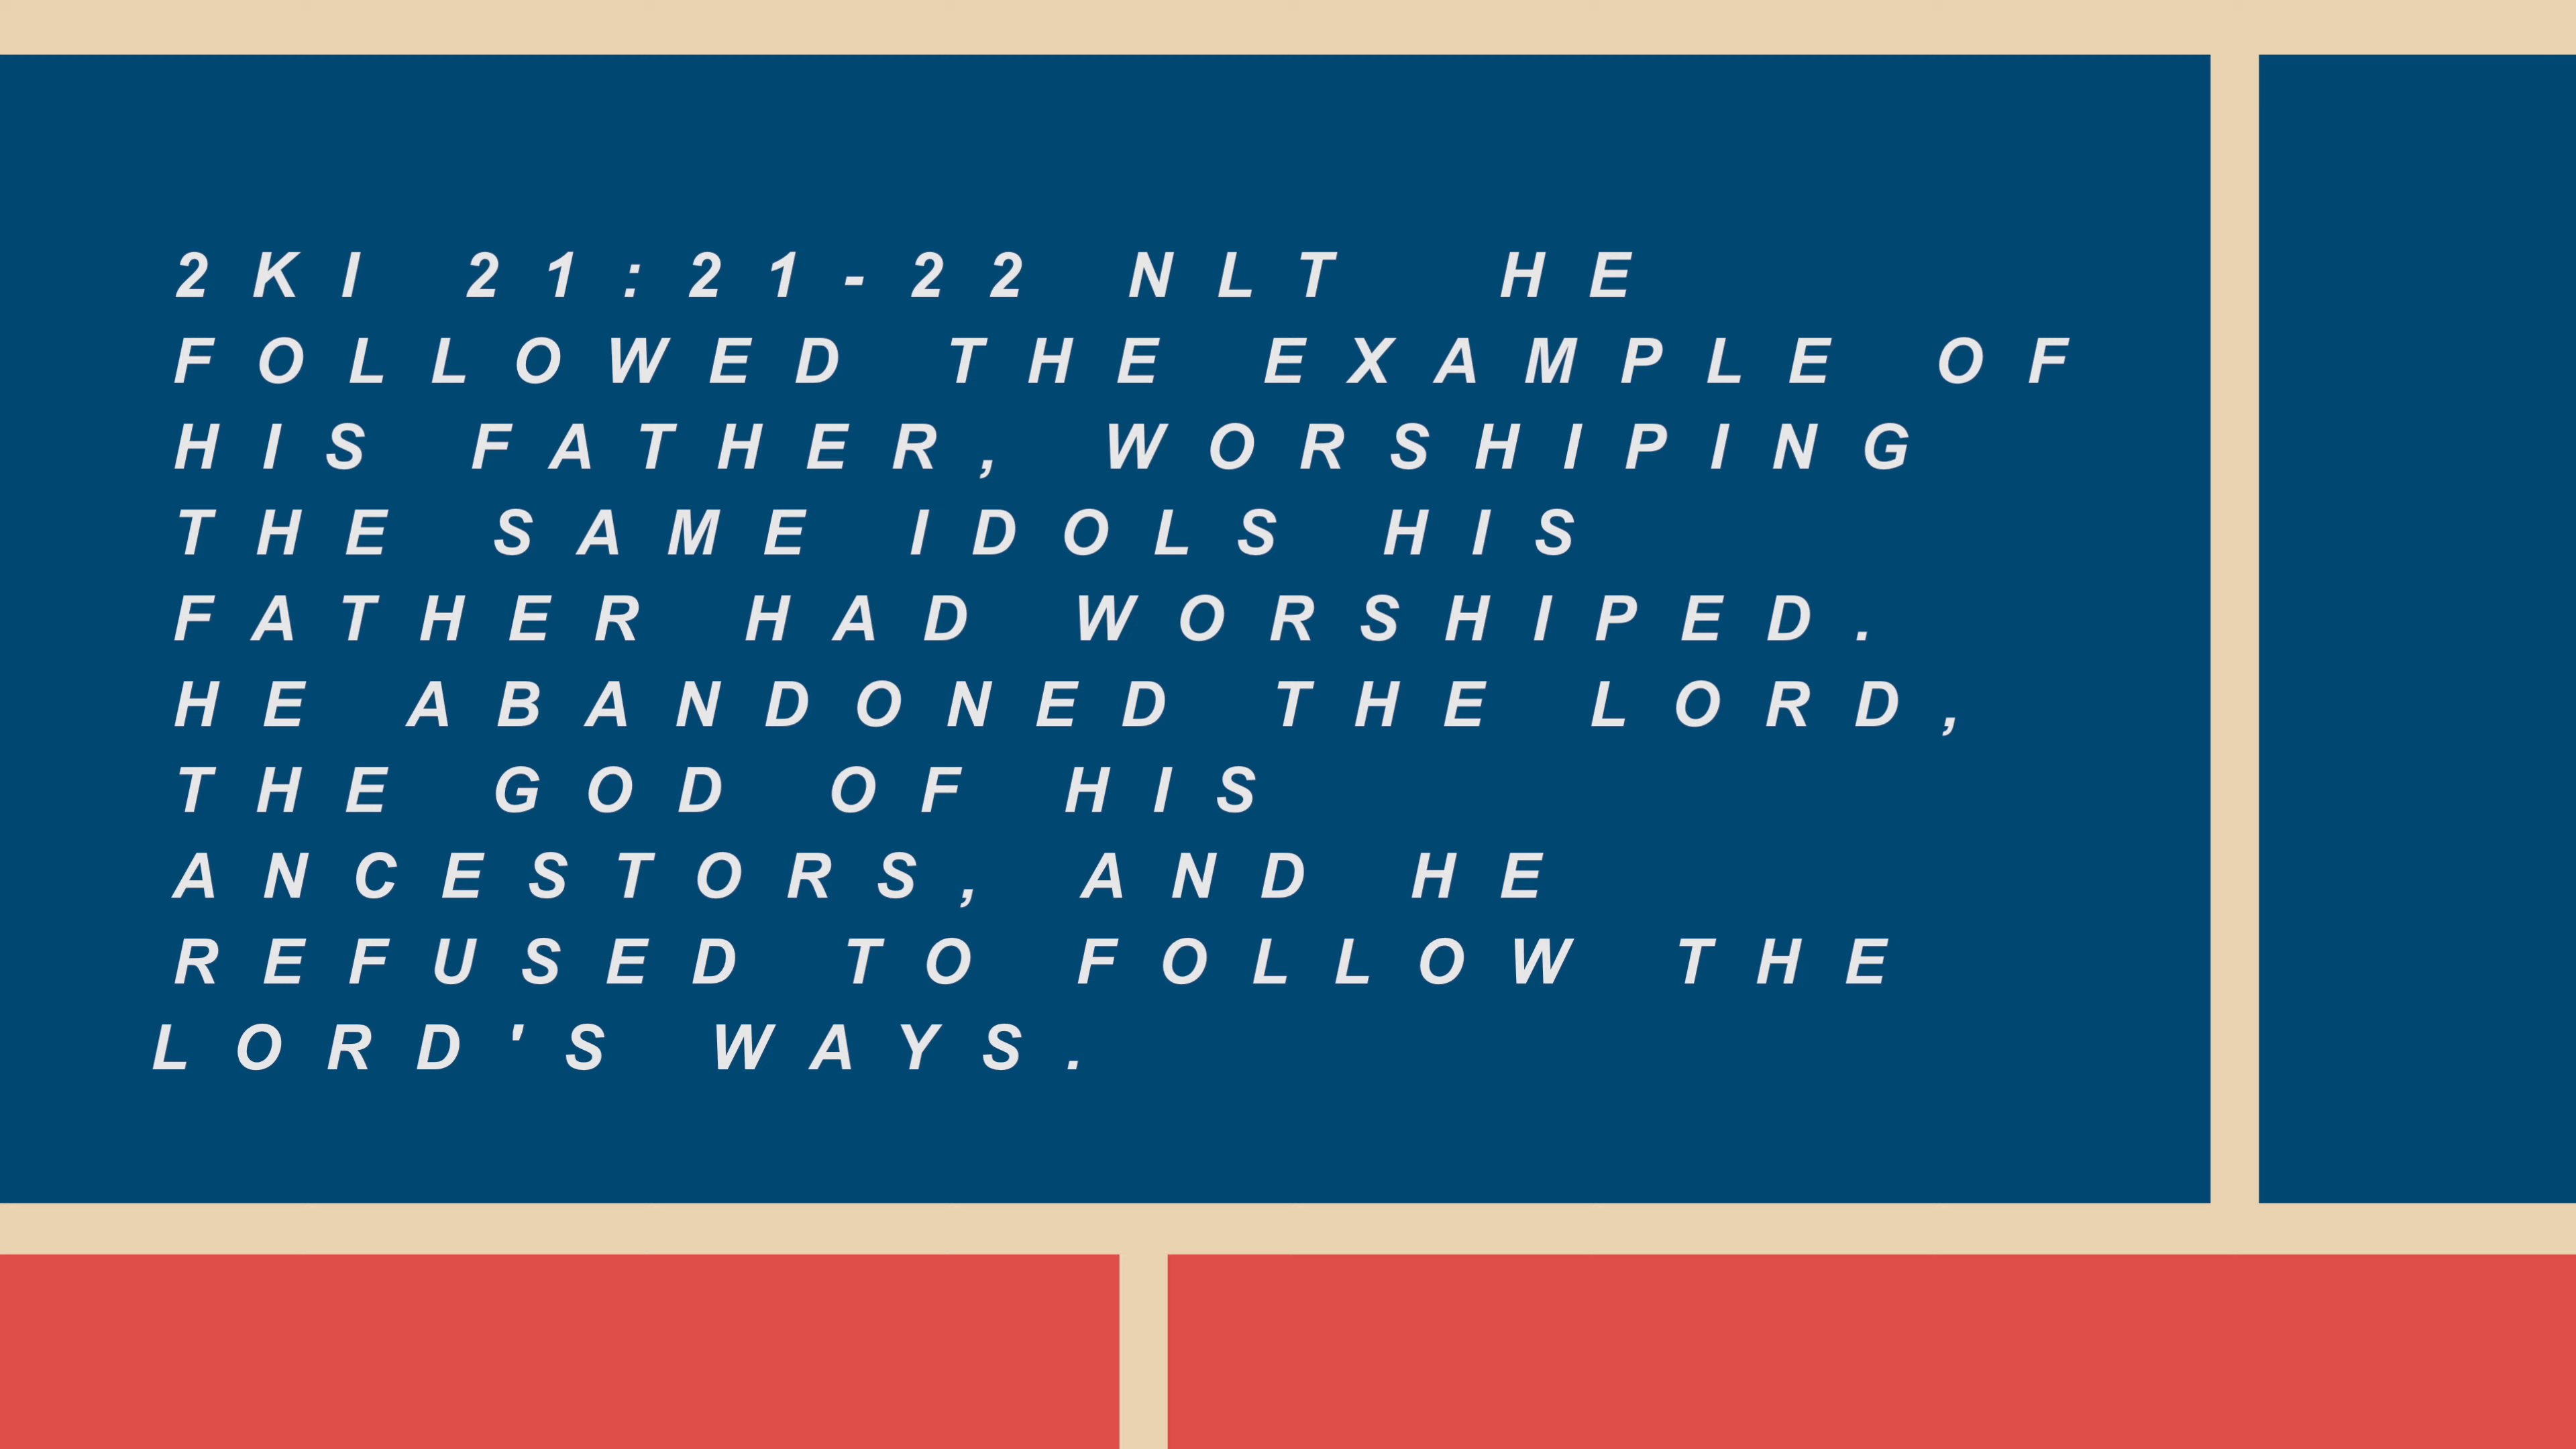 2KI 21:21-22 NLT HE
FOLLOWED THE EXAMPLE OF
HIS FATHER, WORSHIPING
THE SAME IDOLS HIS
FATHER HAD WORSHIPED.
HE ABANDONED THE LORD,
THE GOD OF HIS
ANCESTORS, AND HE
REFUSED TO FOLLOW THE
LORD'S WAYS.